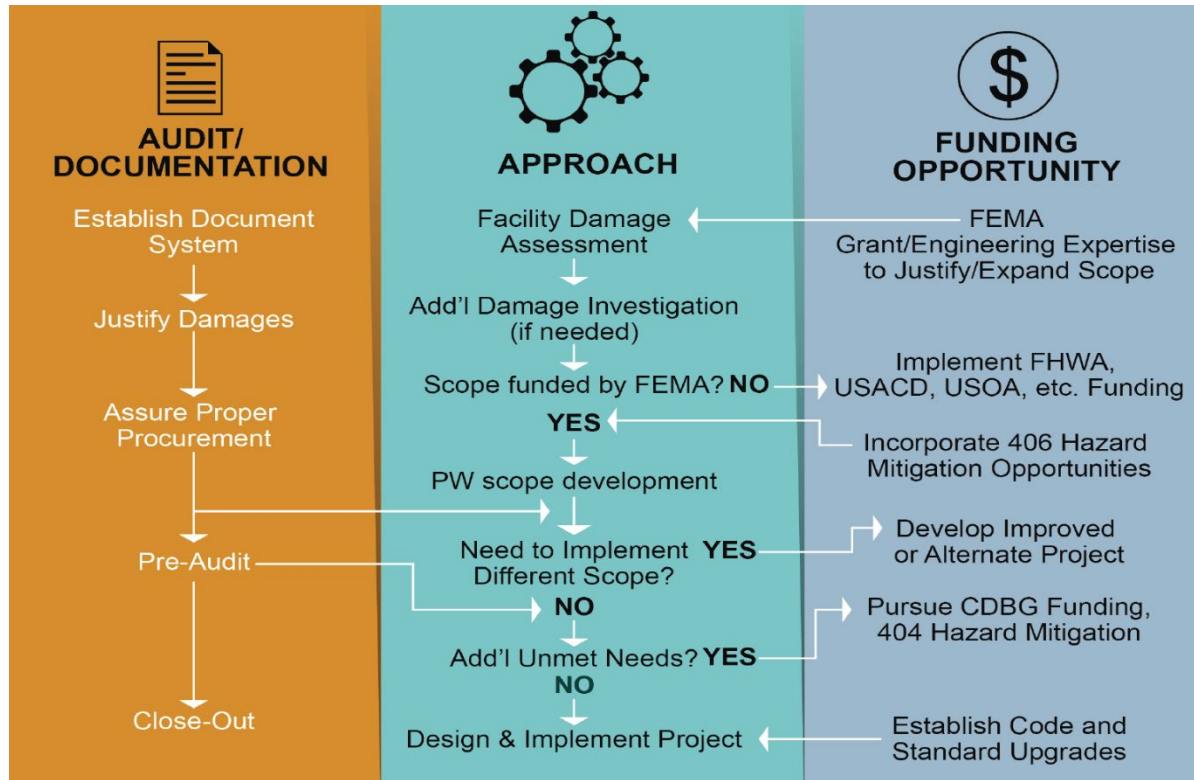 AUDIT/
DOCUMENTATION
Establish Document
System
Justify Damages
Assure Proper
Procurement
Pre-Audit
Close-Out
APPROACH
Facility Damage
Assessment
Add'l Damage Investigation
(if needed)
Scope funded by FEMA? NO
YES
PW scope development
Need to Implement YES
Different Scope?
NO
Add'l Unmet Needs? YES
NO
Design & Implement Project
$
FUNDING
OPPORTUNITY
FEMA
Grant/Engineering Expertise
to Justify/Expand Scope
Implement FHWA,
USACD, USOA, etc. Funding
Incorporate 406 Hazard
Mitigation Opportunities
Develop Improved
or Alternate Project
Pursue CDBG Funding,
404 Hazard Mitigation
Establish Code and
Standard Upgrades